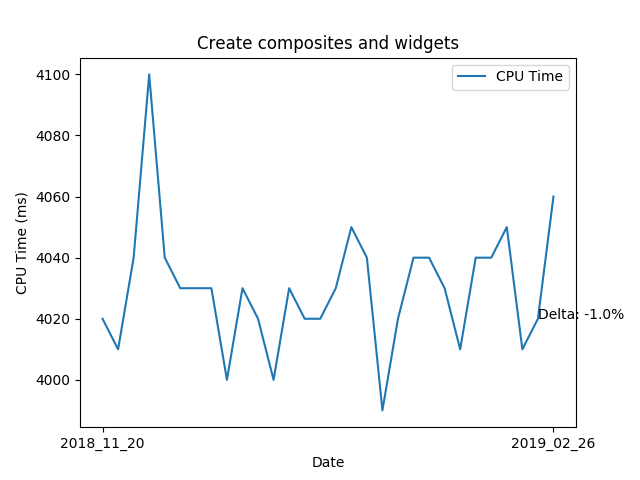 Create composites and widgets
CPU Time
4100
4080
4060
4040
4020
4000
CPU Time (ms)
Delta: -1.0%
2018_11_20
2019_02_26
Date